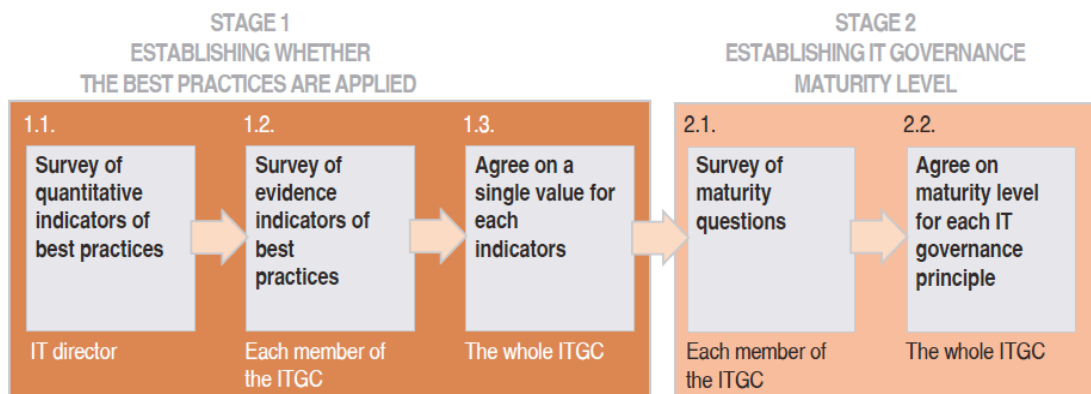 STAGE 1
ESTABLISHING WHETHER
THE BEST PRACTICES ARE APPLIED
STAGE 2
ESTABLISHING IT GOVERNANCE
MATURITY LEVEL
1.1.
Survey of
quantitative
indicators of
best practices
IT director
1.2.
Survey of
evidence
indicators of
best
practices
Each member of
the ITGC
1.3.
Agree on a
single value for
each
indicators
The whole ITGC
2.1.
Survey of
maturity
questions
Each member of
the ITGC
2.2.
Agree on
maturity level
for each IT
governance
principle
The whole ITGC